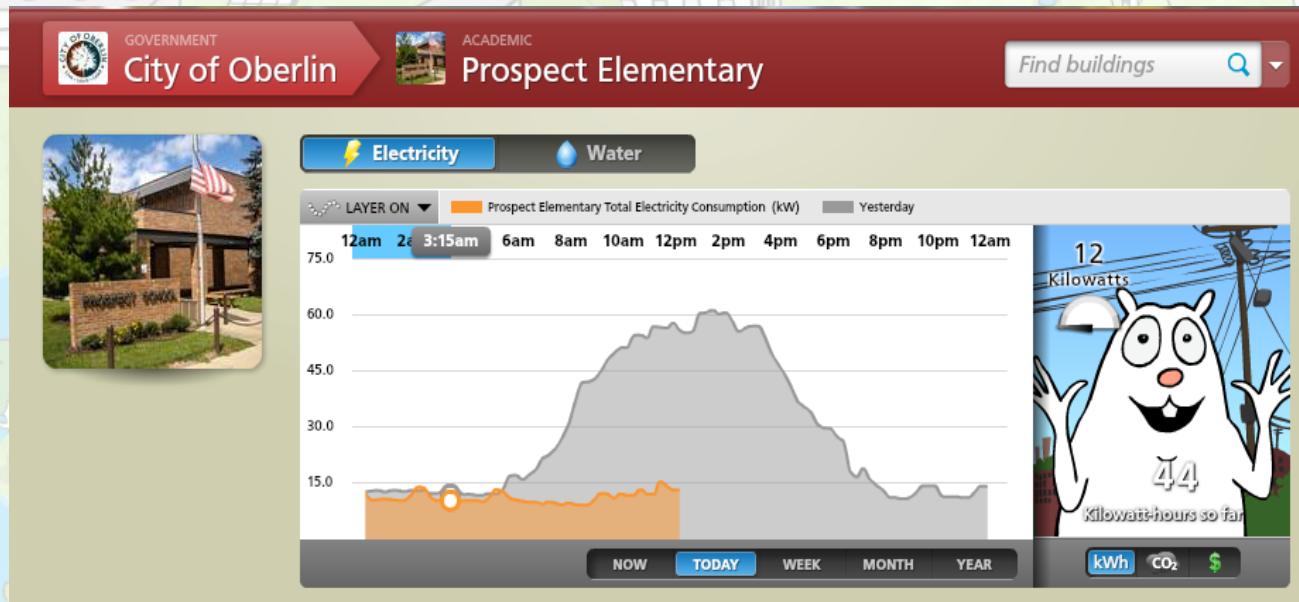 GOVERNMENT
City of Oberlin
ACADEMIC
Prospect Elementary
Find buildings
PROSPECT SCHOOL
Electricity
Water
LAYER ON
Prospect Elementary Total Electricity Consumption (kW)
Yesterday
12am 3:15am 6am 8am 10am 12pm 2pm 4pm 6pm 8pm 10pm 12am
75.0
60.0
45.0
30.0
15.0
12
Kilowatts
44
Kilowatt-hours so far
NOW
TODAY
WEEK
MONTH
YEAR
kWh
CO₂
$